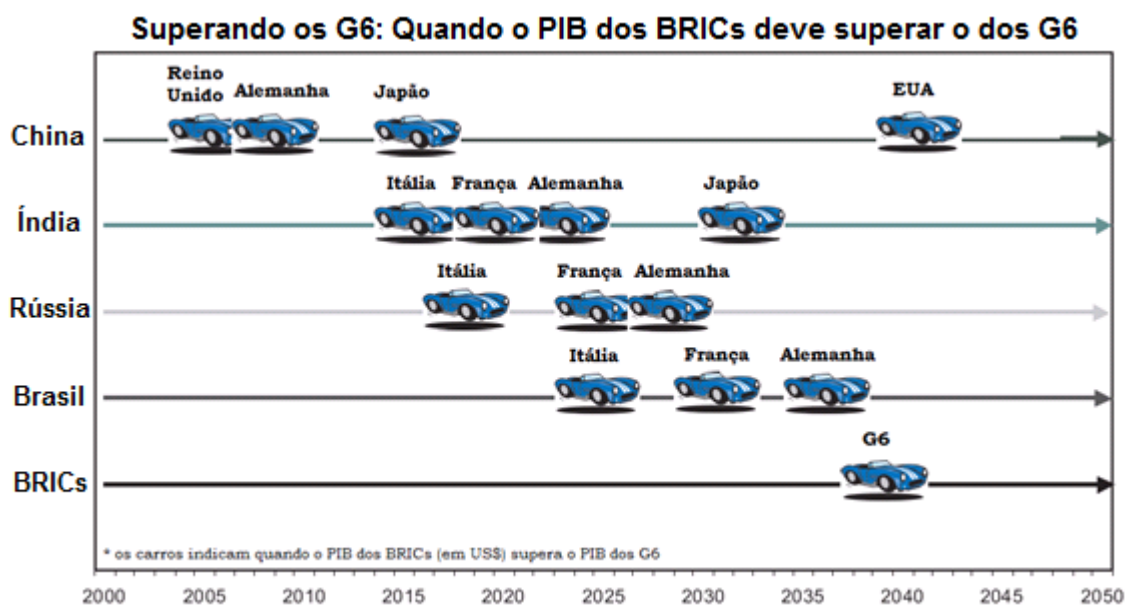 Superando os G6: Quando o PIB dos BRICs deve superar o dos G6
Reino
Unido
Alemanha
Japão
EUA
China
Itália
França
Alemanha
Japão
Índia
Itália
França
Alemanha
Rússia
Itália
França
Alemanha
Brasil
G6
BRICs
* os carros indicam quando o PIB dos BRICs (em US$) supera o PIB dos G6
2000 2005 2010 2015 2020 2025 2030 2035 2040 2045 2050